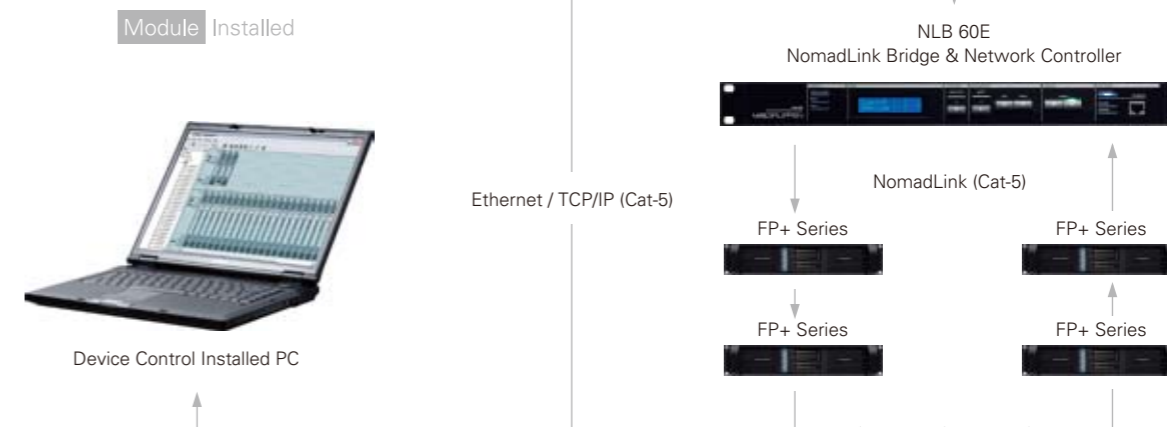 Module Installed
NLB 60E
NomadLink Bridge & Network Controller
Ethernet / TCP/IP (Cat-5)
NomadLink (Cat-5)
FP+ Series
FP+ Series
FP+ Series
FP+ Series
Device Control Installed PC